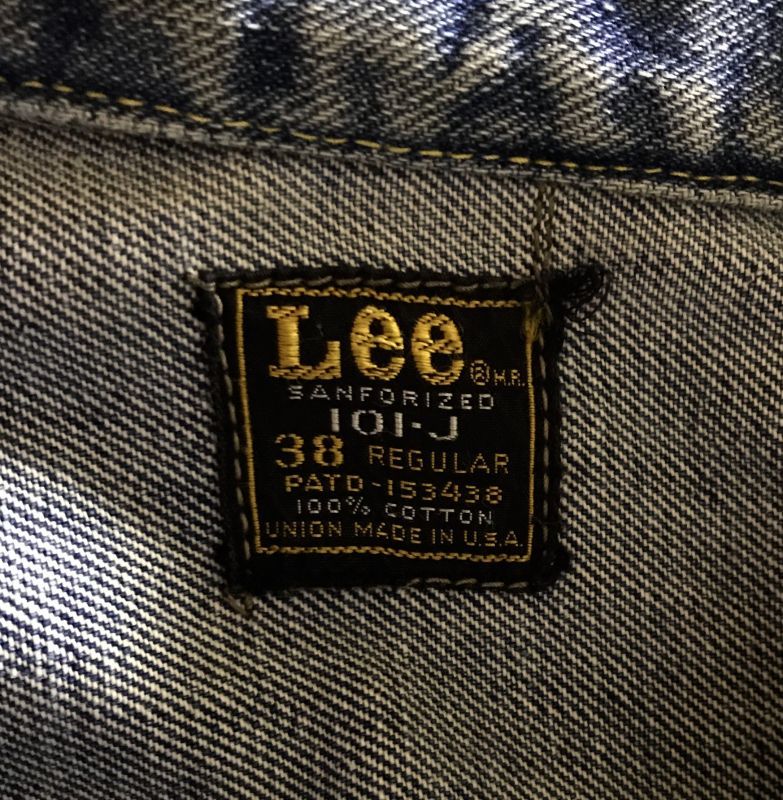 Lee ® M.R.
SANFORIZED
101-J
38 REGULAR
PATD-153438
100% COTTON
UNION MADE IN U.S.A.